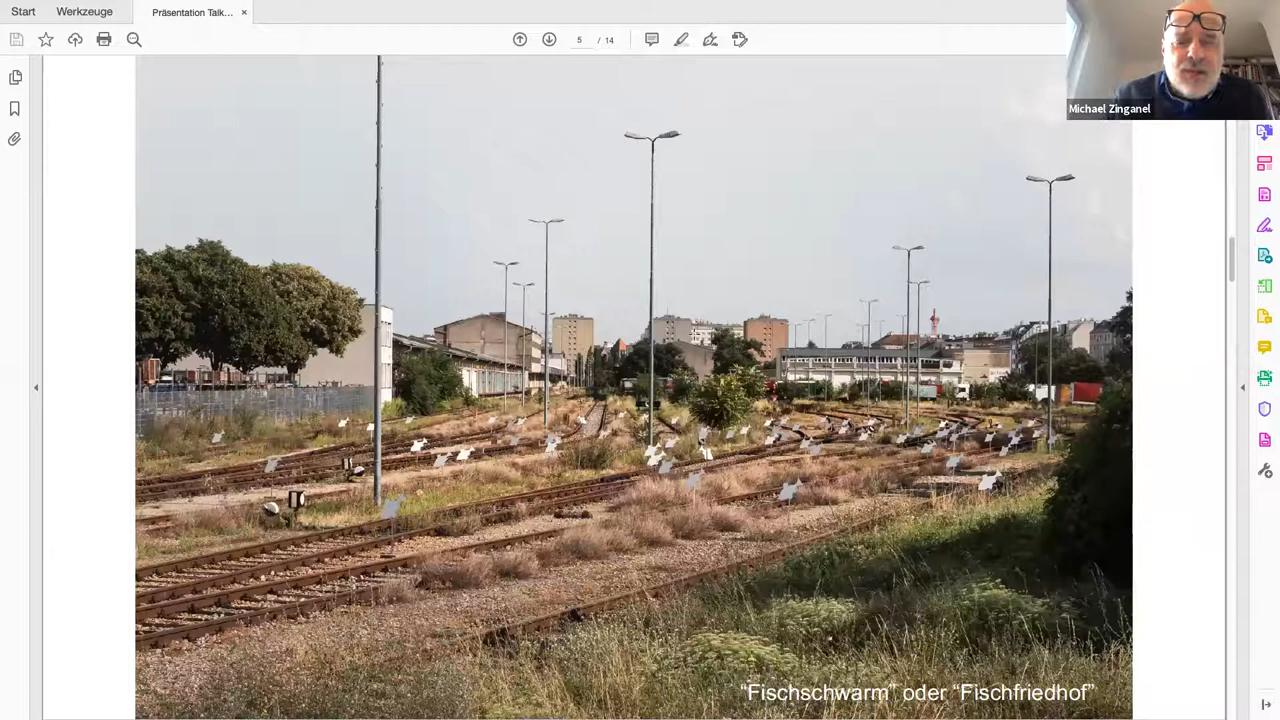 Start
Werkzeuge
Präsentation Talk...
5 / 14
Michael Zinganel
“Fischschwarm” oder “Fischfriedhof”